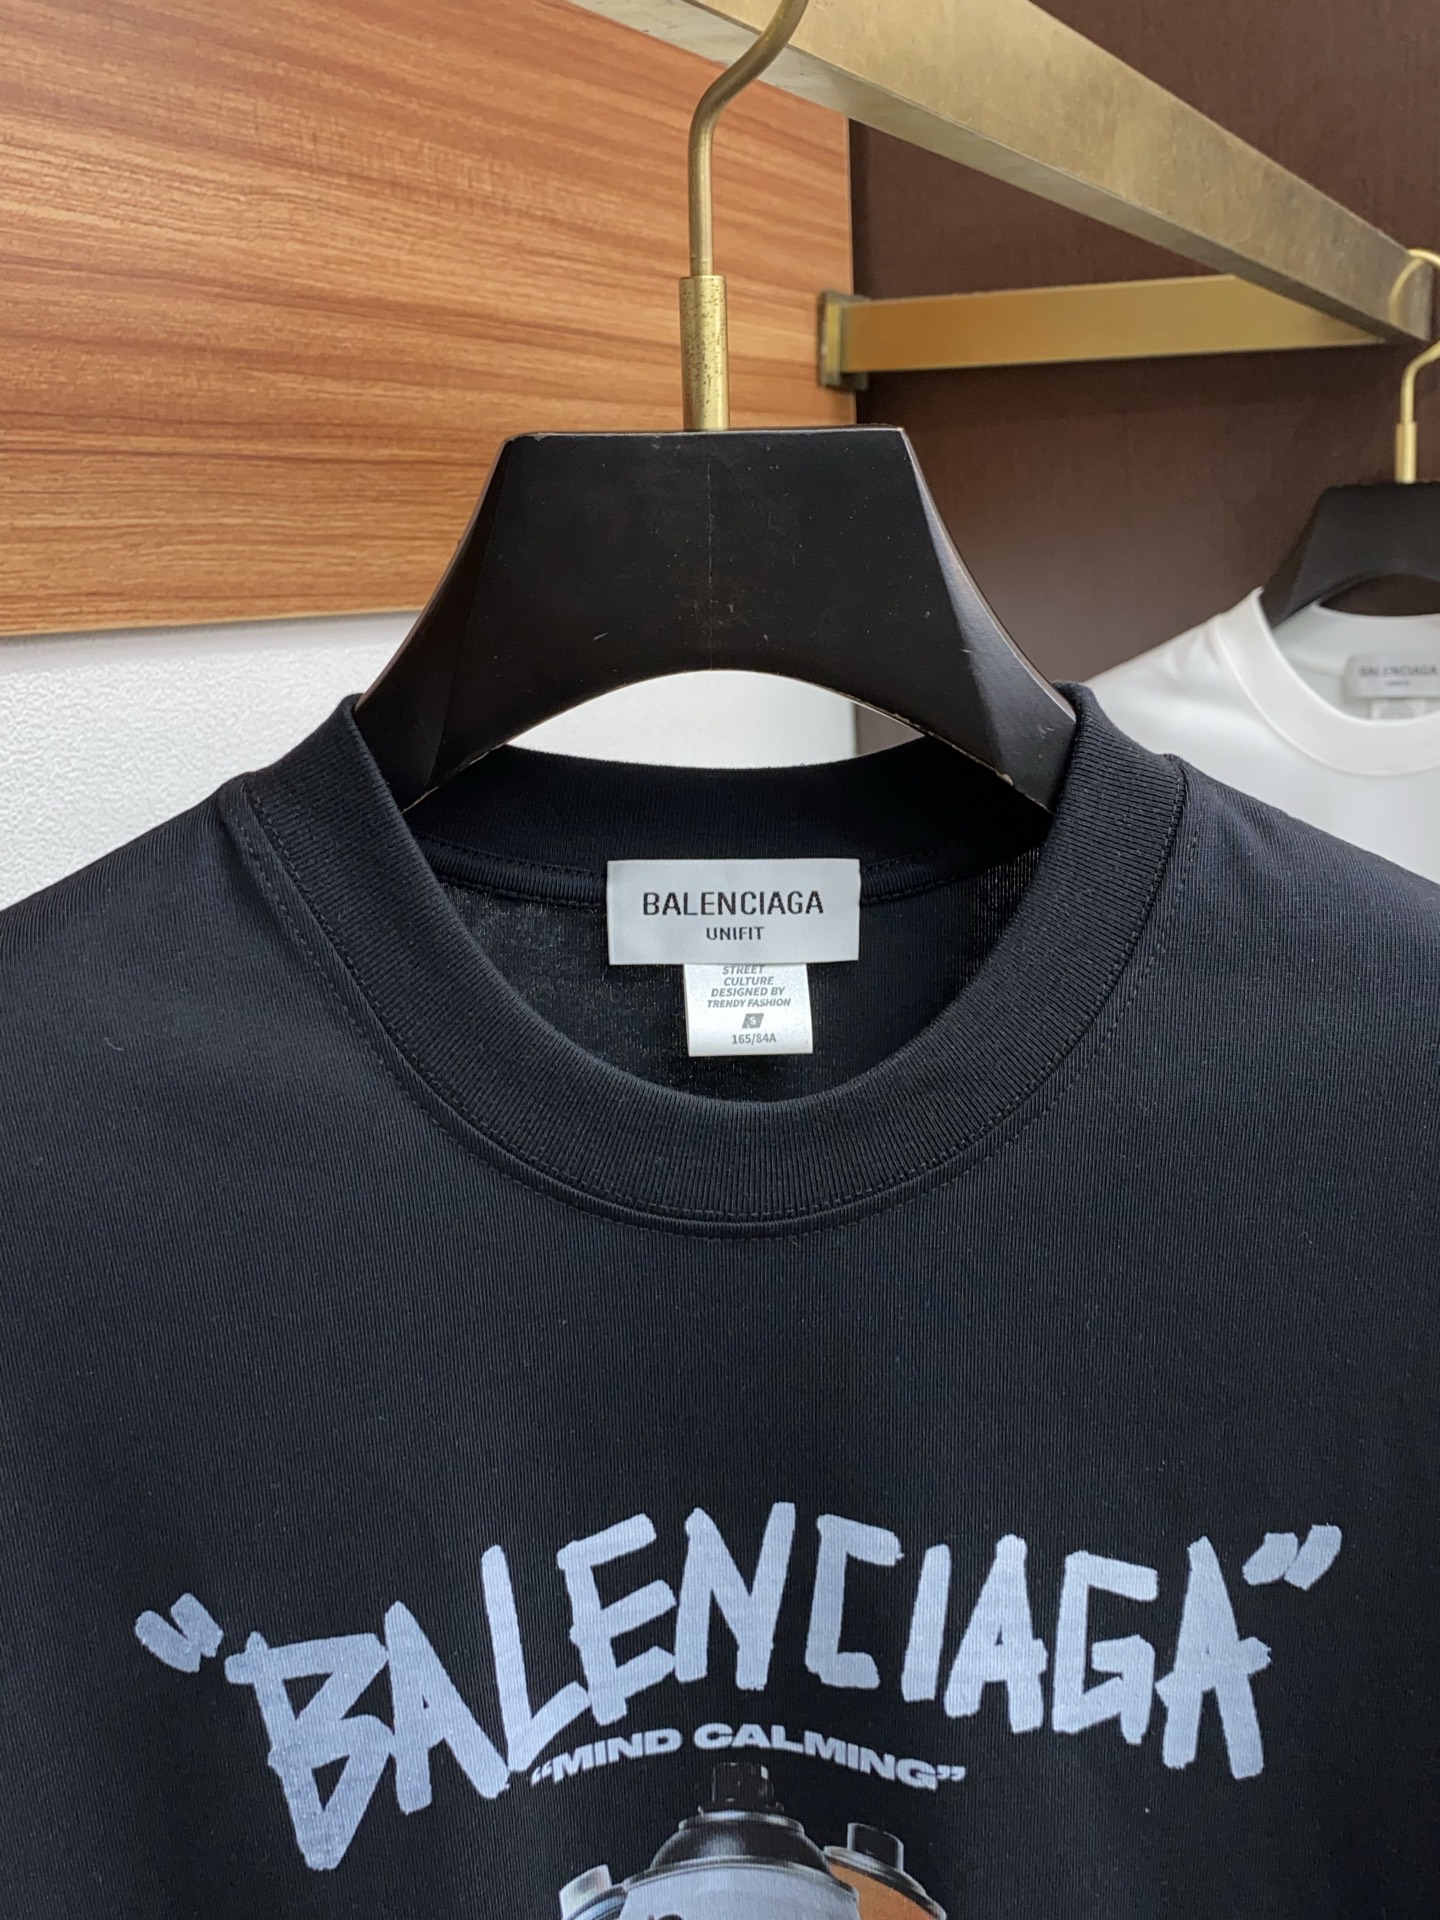 BALENCIAGA
UNIFIT
STREET
CULTURE
DESIGNED BY
TRENDY FASHION
S
165/84A
BALENCIAGA
“BALENCIAGA”
“MIND CALMING”